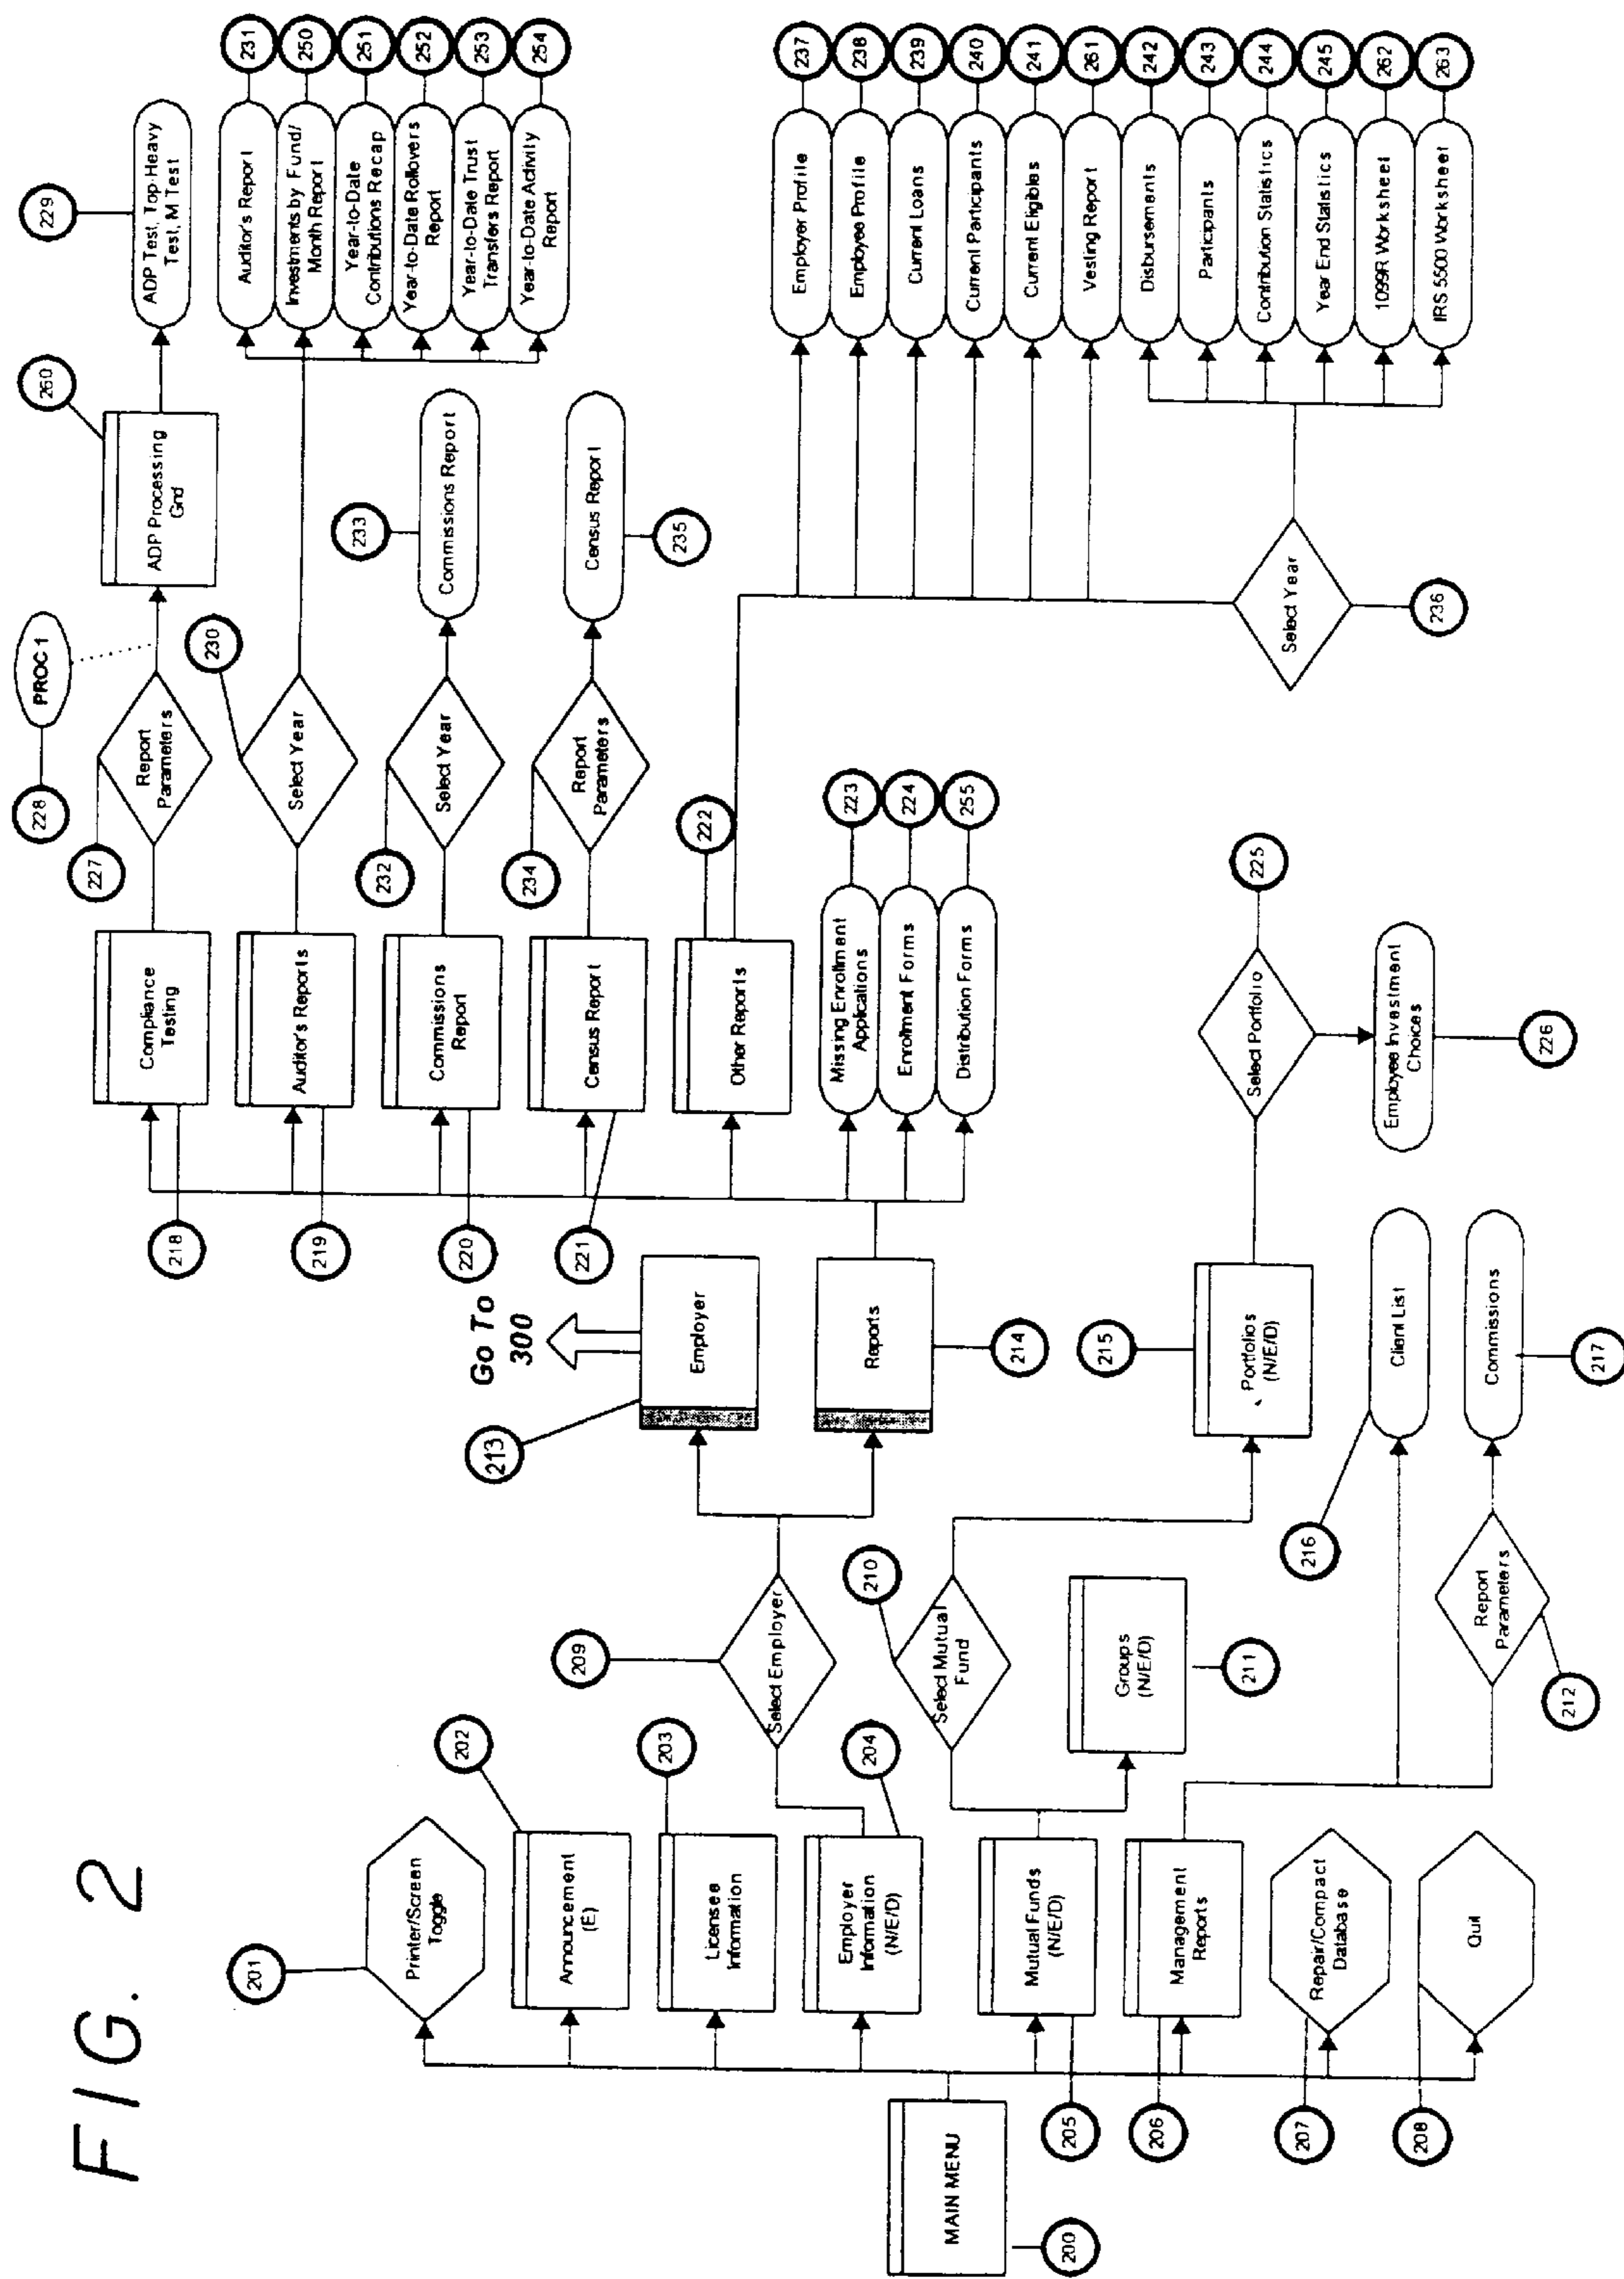 FIG. 2
MAIN MENU
200
201
Printer/Screen
Toggle
202
Announcement
(E)
203
Licensee
Information
204
Employer
Information
(N/E/D)
205
Mutual Funds
(N/E/D)
206
Management
Reports
207
Repair/Compact
Database
208
Quit
209
Select Employer
210
Select Mutual
Fund
Groups
(N/E/D)
211
Report
Parameters
212
213
Employer
Go To
300
Reports
214
215
Portfolios
(N/E/D)
216
Client List
Commissions
217
218
Compliance
Testing
219
Auditor's Reports
220
Commissions
Report
221
Census Report
222
Other Reports
Missing Enrollment
Applications
223
Enrollment Forms
224
Distribution Forms
255
Select Portfolio
225
Employee Investment
Choices
226
227
Report
Parameters
228
PROC 1
260
ADP Processing
Grid
229
ADP Test, Top-Heavy
Test, M Test
230
Select Year
Auditor's Report
231
Investments by Fund/
Month Report
250
Year-to-Date
Contributions Recap
251
Year-to-Date Rollovers
Report
252
Year-to-Date Trust
Transfers Report
253
Year-to-Date Activity
Report
254
232
Select Year
233
Commissions Report
234
Report
Parameters
Census Report
235
Select Year
236
Employer Profile
237
Employee Profile
238
Current Loans
239
Current Participants
240
Current Eligibles
241
Vesting Report
261
Disbursements
242
Participants
243
Contribution Statistics
244
Year End Statistics
245
1099R Worksheet
262
IRS 5500 Worksheet
263